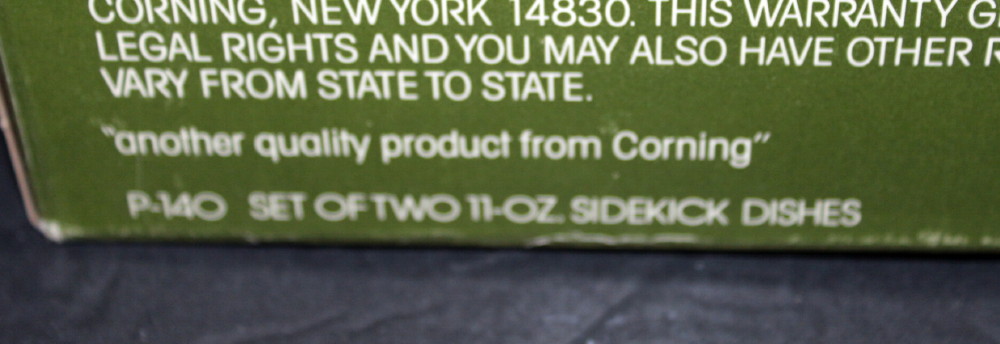 CORNING, NEW YORK 14830. THIS WARRANTY G
LEGAL RIGHTS AND YOU MAY ALSO HAVE OTHER R
VARY FROM STATE TO STATE.
"another quality product from Corning"
P-140 SET OF TWO 11-OZ. SIDEKICK DISHES